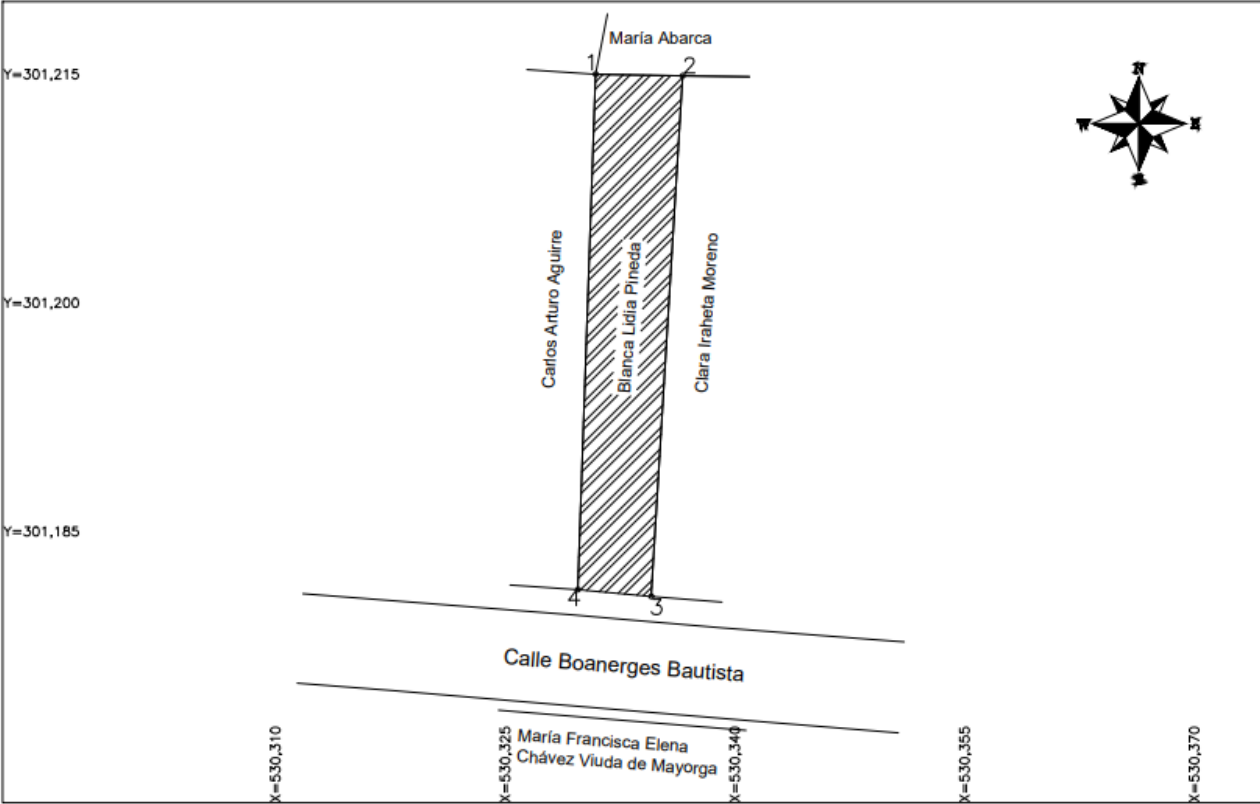 María Abarca
1
2
N
W
E
S
Y=301,215
Y=301,200
Y=301,185
Carlos Arturo Aguirre
Blanca Lidia Pineda
Clara Iraheta Moreno
4
3
Calle Boanerges Bautista
María Francisca Elena
Chávez Viuda de Mayorga
X=530,310
X=530,325
X=530,340
X=530,355
X=530,370